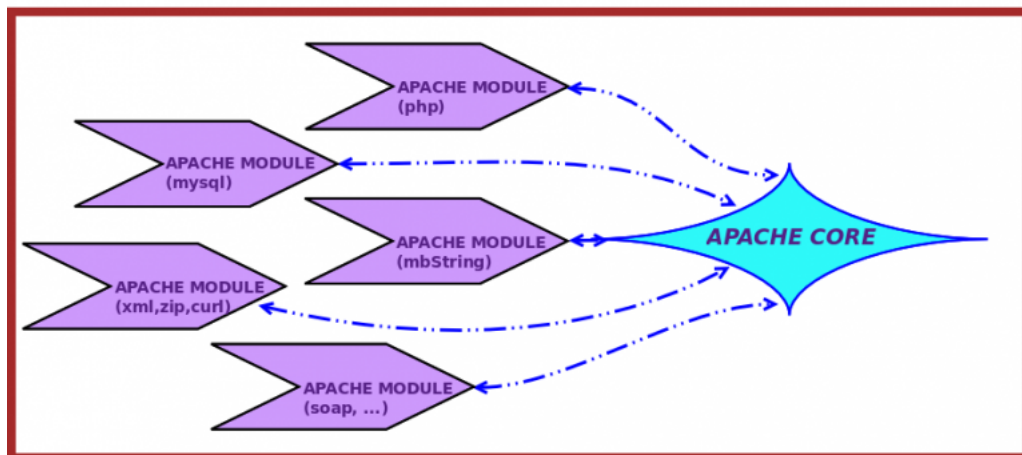 APACHE MODULE
(php)
APACHE MODULE
(mysql)
APACHE CORE
APACHE MODULE
(mbString)
APACHE MODULE
(xml,zip,curl)
APACHE MODULE
(soap, ...)